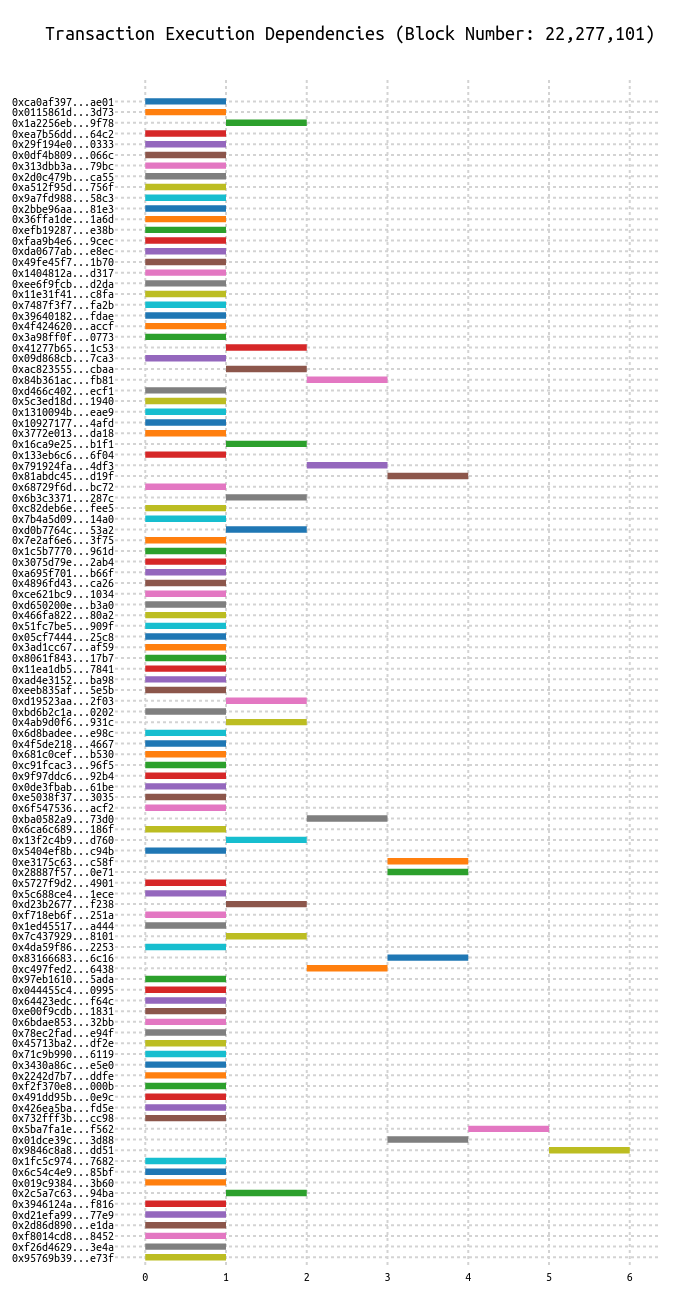 Transaction Execution Dependencies (Block Number: 22,277,101)
0xca0af397...ae01
0x0115861d...3d73
0x1a2256eb...9f78
0xea7b56dd...64c2
0x29f194e0...0333
0x0df4b809...066c
0x313dbb3a...79bc
0x2d0c479b...ca55
0xa512f95d...756f
0x9a7fd988...58c3
0x2bbe96aa...81e3
0x36ffa1de...1a6d
0xefb19287...e38b
0xfaa9b4e6...9cec
0xda0677ab...e8ec
0x49fe45f7...1b70
0x1404812a...d317
0xee6f9fcb...d2da
0x11e31f41...c8fa
0x7487f3f7...fa2b
0x39640182...fdae
0x4f424620...accf
0x3a98ff0f...0773
0x41277b65...1c53
0x09d868cb...7ca3
0xac823555...cbaa
0x84b361ac...fb81
0xd466c402...ecf1
0x5c3ed18d...1940
0x1310094b...eae9
0x10927177...4afd
0x3772e013...da18
0x16ca9e25...b1f1
0x133eb6c6...6f04
0x791924fa...4df3
0x81abdc45...d19f
0x68729f6d...bc72
0x6b3c3371...287c
0xc82deb6e...fee5
0x7b4a5d09...14a0
0xd0b7764c...53a2
0x7e2af6e6...3f75
0x1c5b7770...961d
0x3075d79e...2ab4
0xa695f701...b66f
0x4896fd43...ca26
0xce621bc9...1034
0xd650200e...b3a0
0x466fa822...80a2
0x51fc7be5...909f
0x05cf7444...25c8
0x3ad1cc67...af59
0x8061f843...17b7
0x11ea1db5...7841
0xad4e3152...ba98
0xeeb835af...5e5b
0xd19523aa...2f03
0xbd6b2c1a...0202
0x4ab9d0f6...931c
0x6d8badee...e98c
0x4f5de218...4667
0x681c0cef...b530
0xc91fcac3...96f5
0x9f97ddc6...92b4
0x0de3fbab...61be
0xe5038f37...3035
0x6f547536...acf2
0xba0582a9...73d0
0x6ca6c689...186f
0x13f2c4b9...d760
0x5404ef8b...c94b
0xe3175c63...c58f
0x28887f57...0e71
0x5727f9d2...4901
0x5c688ce4...1ece
0xd23b2677...f238
0xf718eb6f...251a
0x1ed45517...a444
0x7c437929...8101
0x4da59f86...2253
0x83166683...6c16
0xc497fed2...6438
0x97eb1610...5ada
0x044455c4...0995
0x64423edc...f64c
0xe00f9cdb...1831
0x6bdae853...32bb
0x78ec2fad...e94f
0x45713ba2...df2e
0x71c9b990...6119
0x3430a86c...e5e0
0x2242d7b7...ddfe
0xf2f370e8...000b
0x491dd95b...0e9c
0x426ea5ba...fd5e
0x732fff3b...cc98
0x5ba7fa1e...f562
0x01dce39c...3d88
0x9846c8a8...dd51
0x1fc5c974...7682
0x6c54c4e9...85bf
0x019c9384...3b60
0x2c5a7c63...94ba
0x3946124a...f816
0xd21efa99...77e9
0x2d86d890...e1da
0xf8014cd8...8452
0xf26d4629...3e4a
0x95769b39...e73f
0 1 2 3 4 5 6